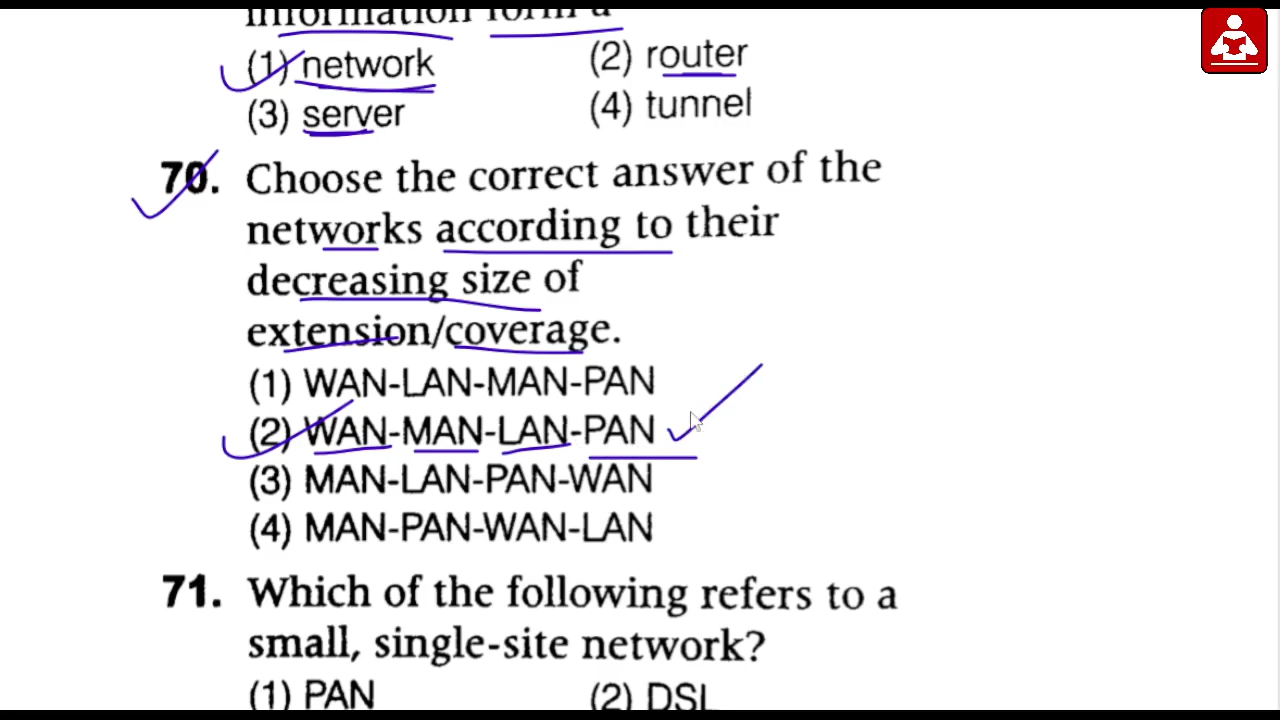 information form a
(1) network (2) router
(3) server (4) tunnel
70. Choose the correct answer of the
networks according to their
decreasing size of
extension/coverage.
(1) WAN-LAN-MAN-PAN
(2) WAN-MAN-LAN-PAN
(3) MAN-LAN-PAN-WAN
(4) MAN-PAN-WAN-LAN
71. Which of the following refers to a
small, single-site network?
(1) PAN (2) DSL